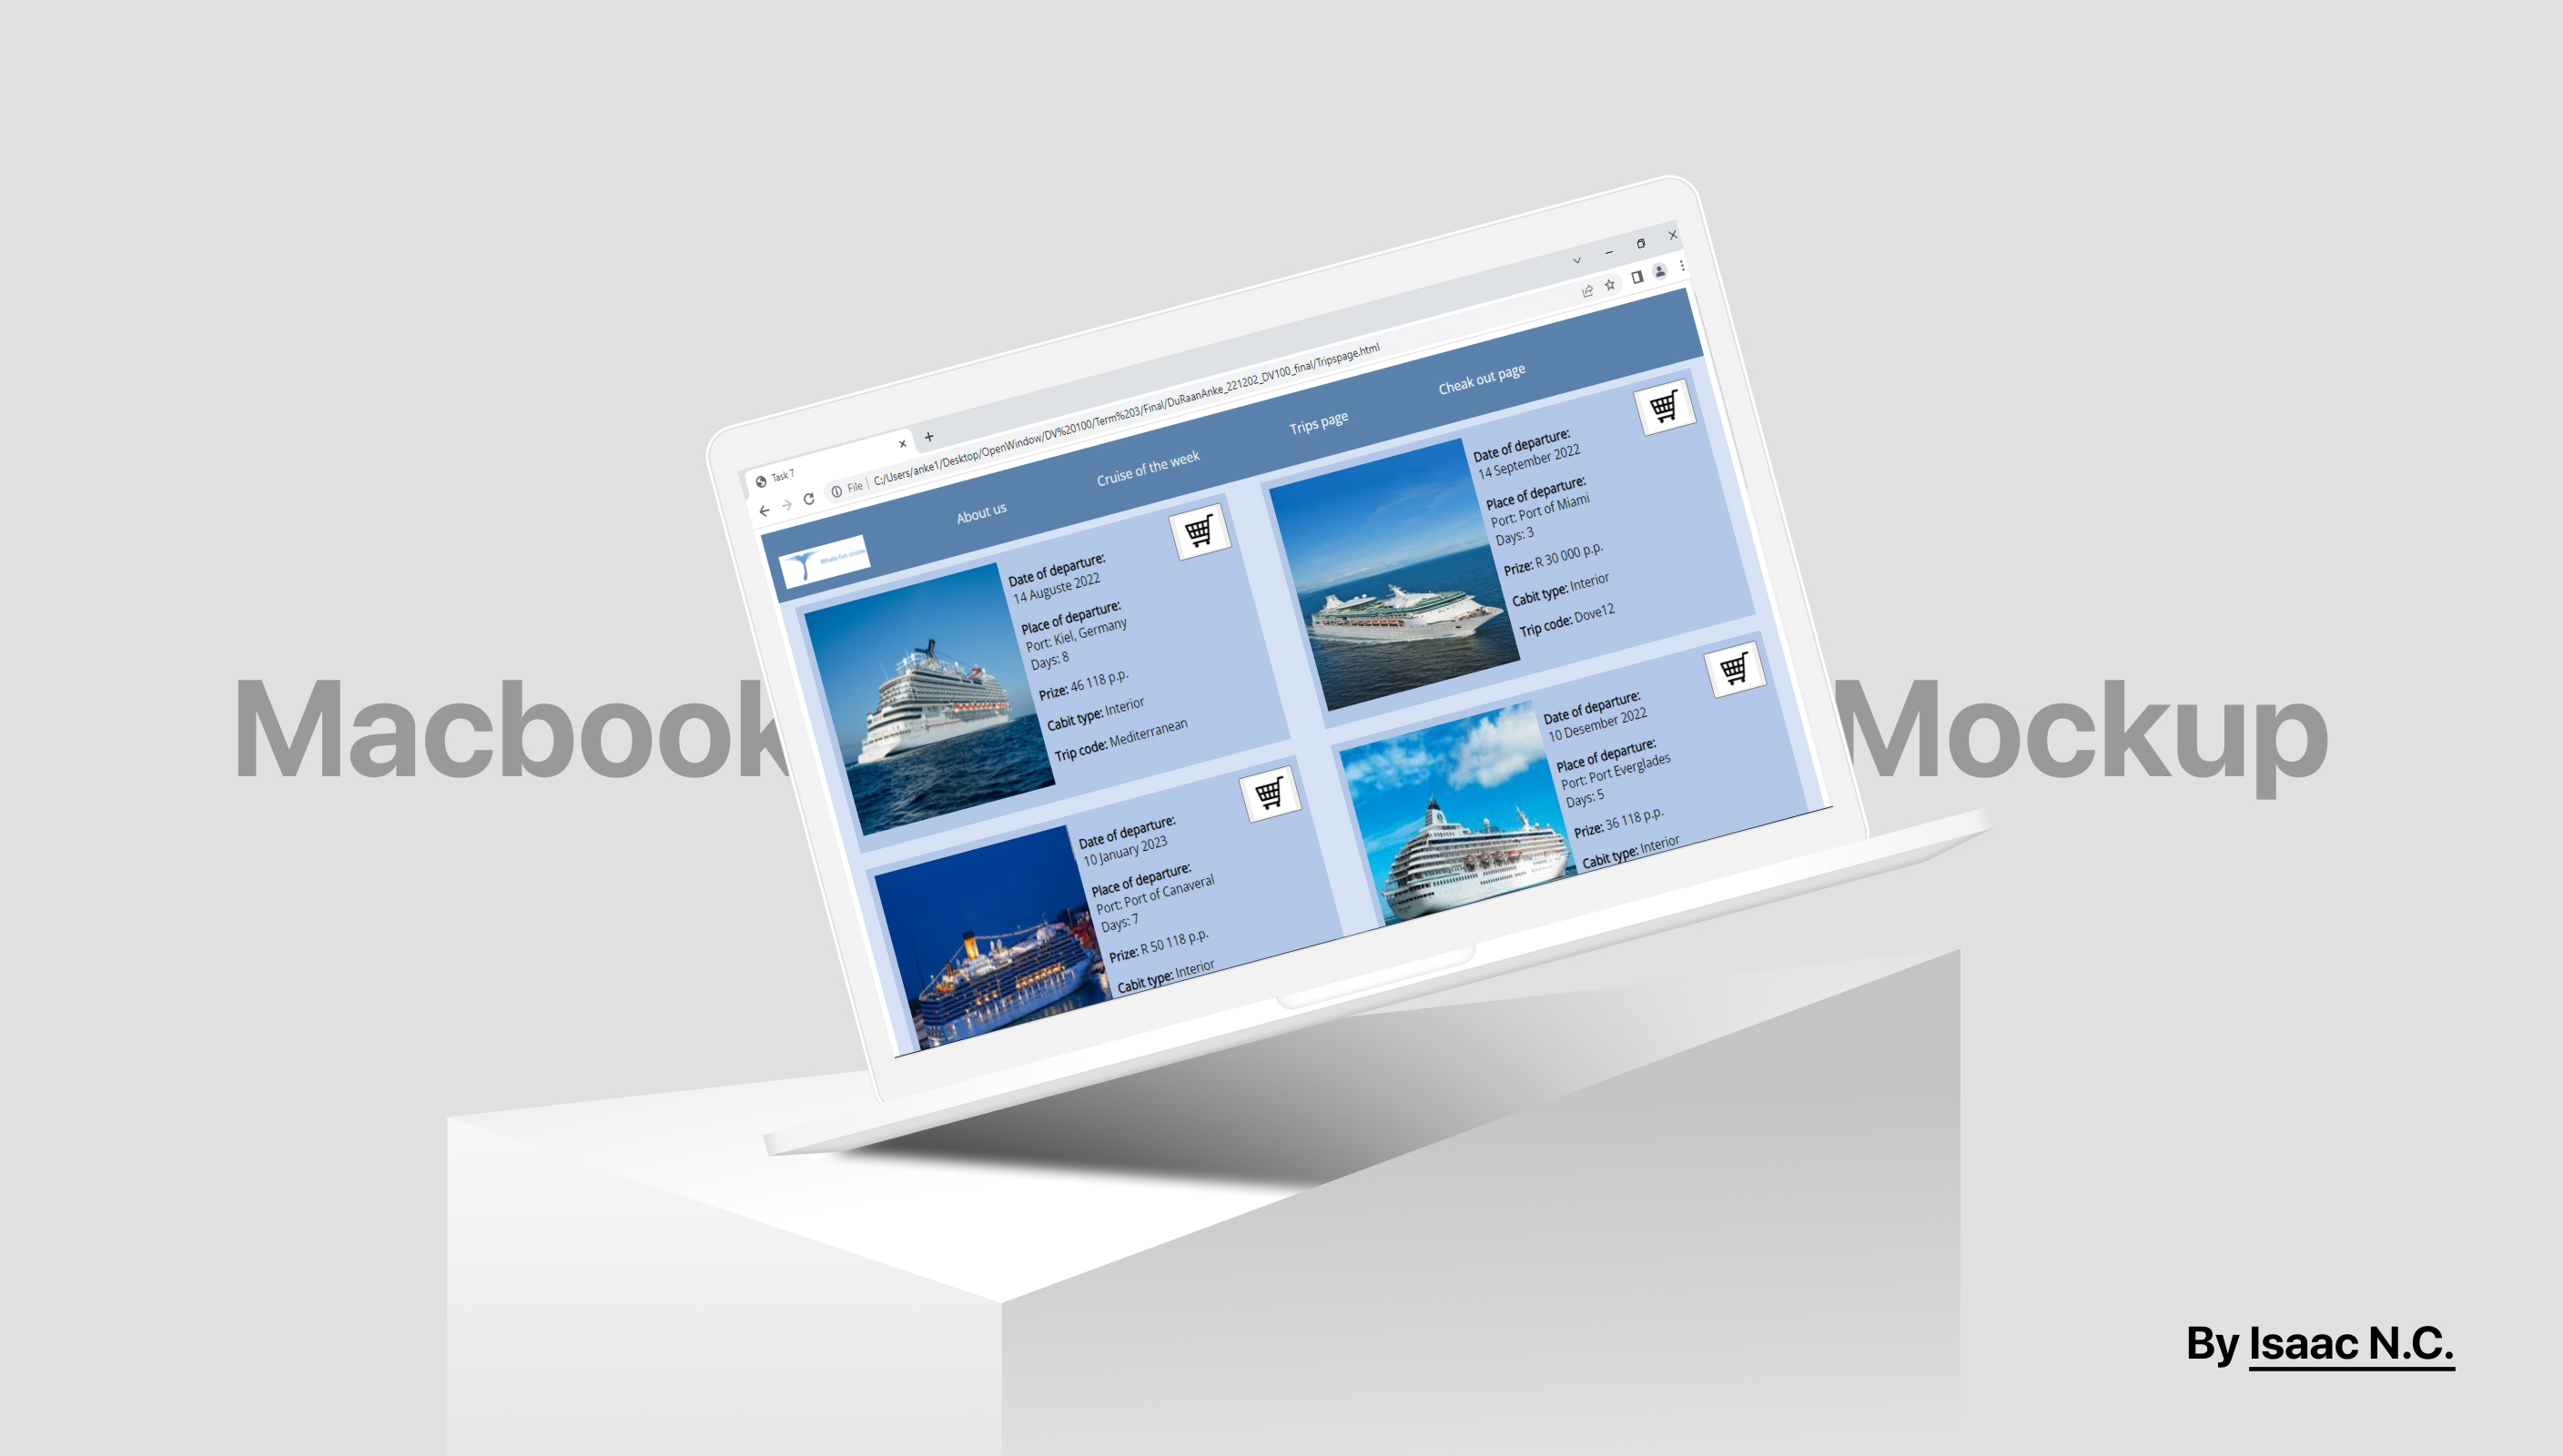 Macbook Mockup
Task 7
File
C:/Users/anke1/Desktop/OpenWindow/DV%20100/Term%203/Final/DuRaanAnke_221202_DV100_final/Tripspage.html
Whale-fun cruise
About us
Cruise of the week
Trips page
Cheak out page
Date of departure:
14 Auguste 2022
Place of departure:
Port: Kiel, Germany
Days: 8
Prize: 46 118 p.p.
Cabit type: Interior
Trip code: Mediterranean
Date of departure:
14 September 2022
Place of departure:
Port: Port of Miami
Days: 3
Prize: R 30 000 p.p.
Cabit type: Interior
Trip code: Dove12
Date of departure:
10 January 2023
Place of departure:
Port: Port of Canaveral
Days: 7
Prize: R 50 118 p.p.
Cabit type: Interior
Date of departure:
10 Desember 2022
Place of departure:
Port: Port Everglades
Days: 5
Prize: 36 118 p.p.
Cabit type: Interior
By Isaac N.C.